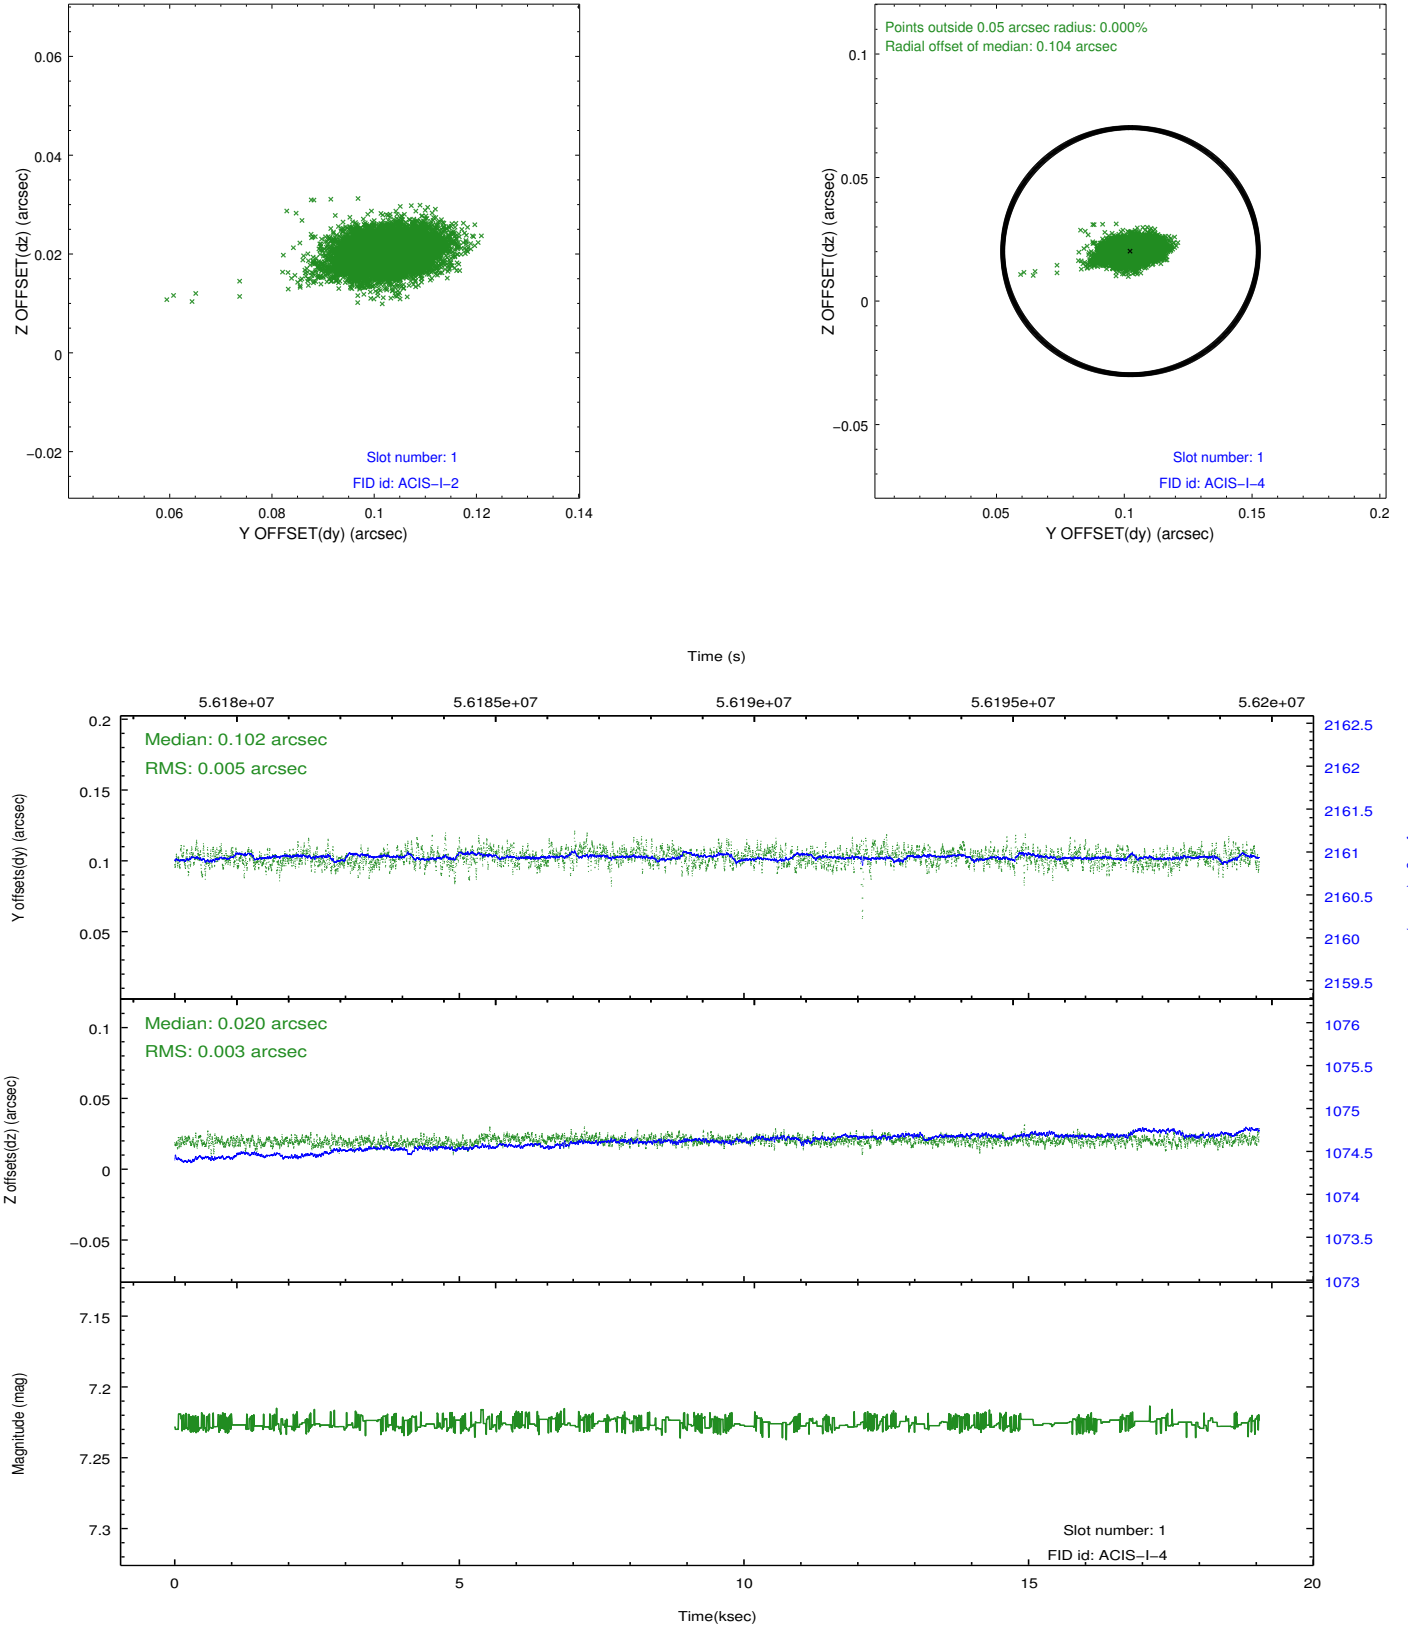 0.06
0.04
0.02
0
−0.02
Z OFFSET(dz) (arcsec)
Slot number: 1
FID id: ACIS−I−2
0.06 0.08 0.1 0.12 0.14
Y OFFSET(dy) (arcsec)
Points outside 0.05 arcsec radius: 0.000%
Radial offset of median: 0.104 arcsec
0.1
0.05
0
−0.05
Z OFFSET(dz) (arcsec)
Slot number: 1
FID id: ACIS−I−4
0.05 0.1 0.15 0.2
Y OFFSET(dy) (arcsec)
Time (s)
5.618e+07 5.6185e+07 5.619e+07 5.6195e+07 5.62e+07
Median: 0.102 arcsec
RMS: 0.005 arcsec
0.2
0.15
0.1
0.05
Y offsets(dy) (arcsec)
2162.5
2162
2161.5
2161
2160.5
2160
2159.5
Median: 0.020 arcsec
RMS: 0.003 arcsec
0.1
0.05
0
−0.05
Z offsets(dz) (arcsec)
1076
1075.5
1075
1074.5
1074
1073.5
1073
7.15
7.2
7.25
7.3
Magnitude (mag)
Slot number: 1
FID id: ACIS−I−4
0 5 10 15 20
Time(ksec)